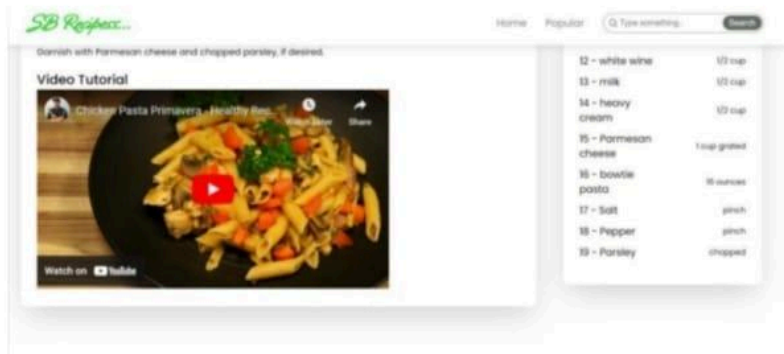 SB Recipess...
Home
Popular
Type something..
Search
Garnish with Parmesan cheese and chopped parsley, if desired.
Video Tutorial
Chicken Pasta Primavera - Healthy Rec...
Watch later
Share
Watch on YouTube
12 - white wine
1/2 cup
13 - milk
1/2 cup
14 - heavy
cream
1/2 cup
15 - Parmesan
cheese
1 cup grated
16 - bowtie
pasta
16 ounces
17 - Salt
pinch
18 - Pepper
pinch
19 - Parsley
chopped